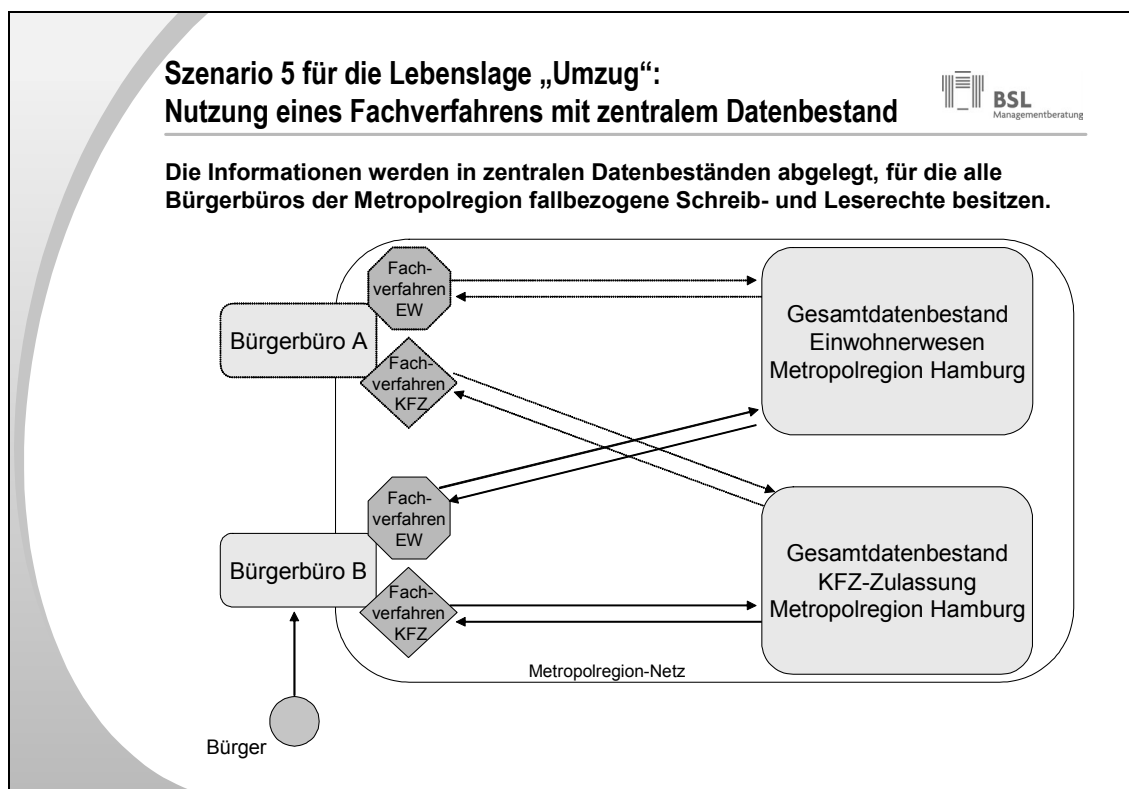 Szenario 5 für die Lebenslage „Umzug“:
Nutzung eines Fachverfahrens mit zentralem Datenbestand
BSL
Managementberatung
Die Informationen werden in zentralen Datenbeständen abgelegt, für die alle
Bürgerbüros der Metropolregion fallbezogene Schreib- und Leserechte besitzen.
Fach-
verfahren
EW
Bürgerbüro A
Fach-
verfahren
KFZ
Gesamtdatenbestand
Einwohnerwesen
Metropolregion Hamburg
Fach-
verfahren
EW
Bürgerbüro B
Fach-
verfahren
KFZ
Gesamtdatenbestand
KFZ-Zulassung
Metropolregion Hamburg
Metropolregion-Netz
Bürger